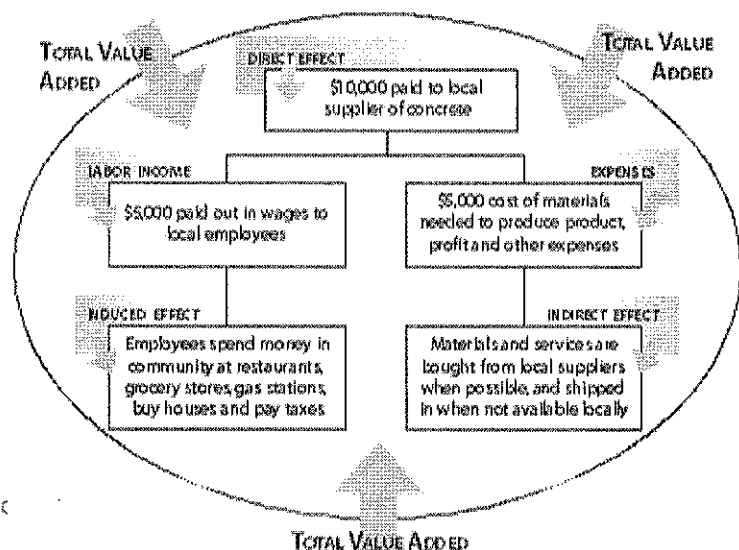 TOTAL VALUE
ADDED
TOTAL VALUE
ADDED
DIRECT EFFECT
$10,000 paid to local
supplier of concrete
LABOR INCOME
$5,000 paid out in wages to
local employees
EXPENSES
$5,000 cost of materials
needed to produce product,
profit and other expenses
INDUCED EFFECT
Employees spend money in
community at restaurants,
grocery stores, gas stations,
buy houses and pay taxes
INDIRECT EFFECT
Materials and services are
bought from local suppliers
when possible, and shipped
in when not available locally
TOTAL VALUE ADDED